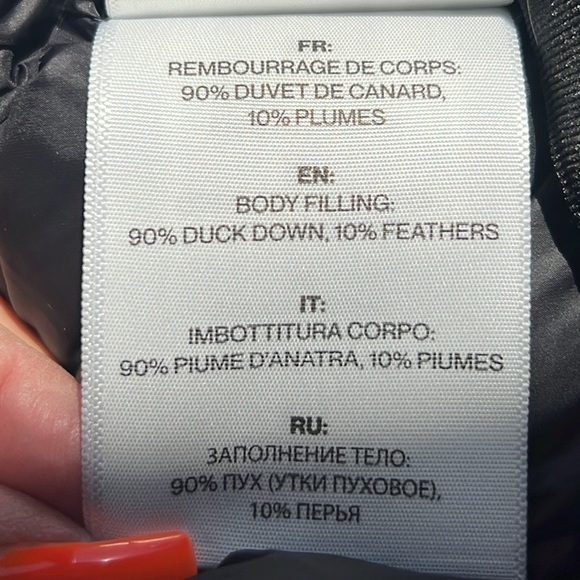 FR:
REMBOURRAGE DE CORPS:
90% DUVET DE CANARD,
10% PLUMES
EN:
BODY FILLING:
90% DUCK DOWN, 10% FEATHERS
IT:
IMBOTTITURA CORPO:
90% PIUME D'ANATRA, 10% PIUMES
RU:
ЗАПОЛНЕНИЕ ТЕЛО:
90% ПУХ (УТКИ ПУХОВОЕ),
10% ПЕРЬЯ